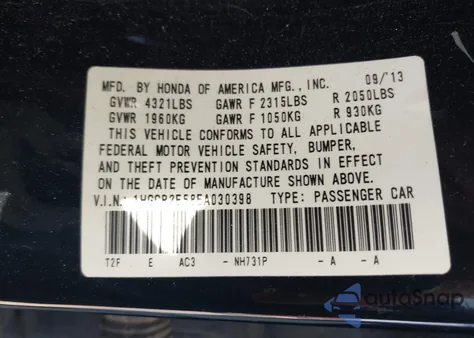 MFD. BY HONDA OF AMERICA MFG., INC. 09/13
GVWR 4321LBS GAWR F 2315LBS R 2050LBS
GVWR 1960KG GAWR F 1050KG R 930KG
THIS VEHICLE CONFORMS TO ALL APPLICABLE
FEDERAL MOTOR VEHICLE SAFETY, BUMPER,
AND THEFT PREVENTION STANDARDS IN EFFECT
ON THE DATE OF MANUFACTURE SHOWN ABOVE.
V.I.N.: TYPE: PASSENGER CAR
T2F E AC3 - NH731P - A - A
autoSnap